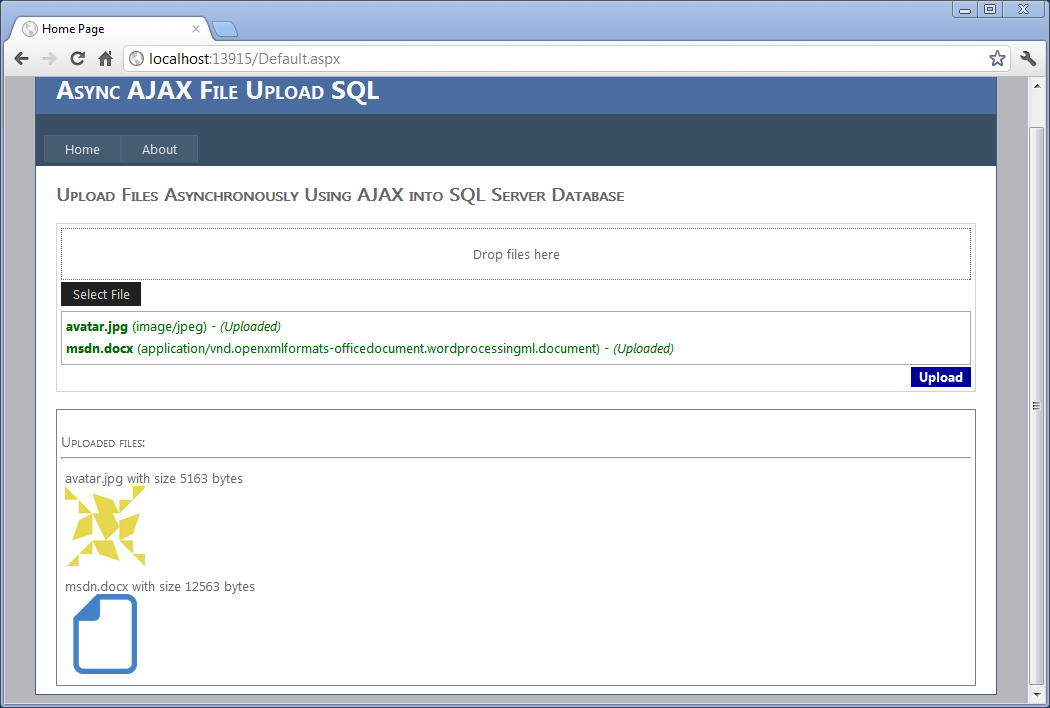 Home Page
localhost:13915/Default.aspx
Async AJAX File Upload SQL
Home About
Upload Files Asynchronously Using AJAX into SQL Server Database
Drop files here
Select File
avatar.jpg (image/jpeg) - (Uploaded)
msdn.docx (application/vnd.openxmlformats-officedocument.wordprocessingml.document) - (Uploaded)
Upload
Uploaded files:
avatar.jpg with size 5163 bytes
msdn.docx with size 12563 bytes